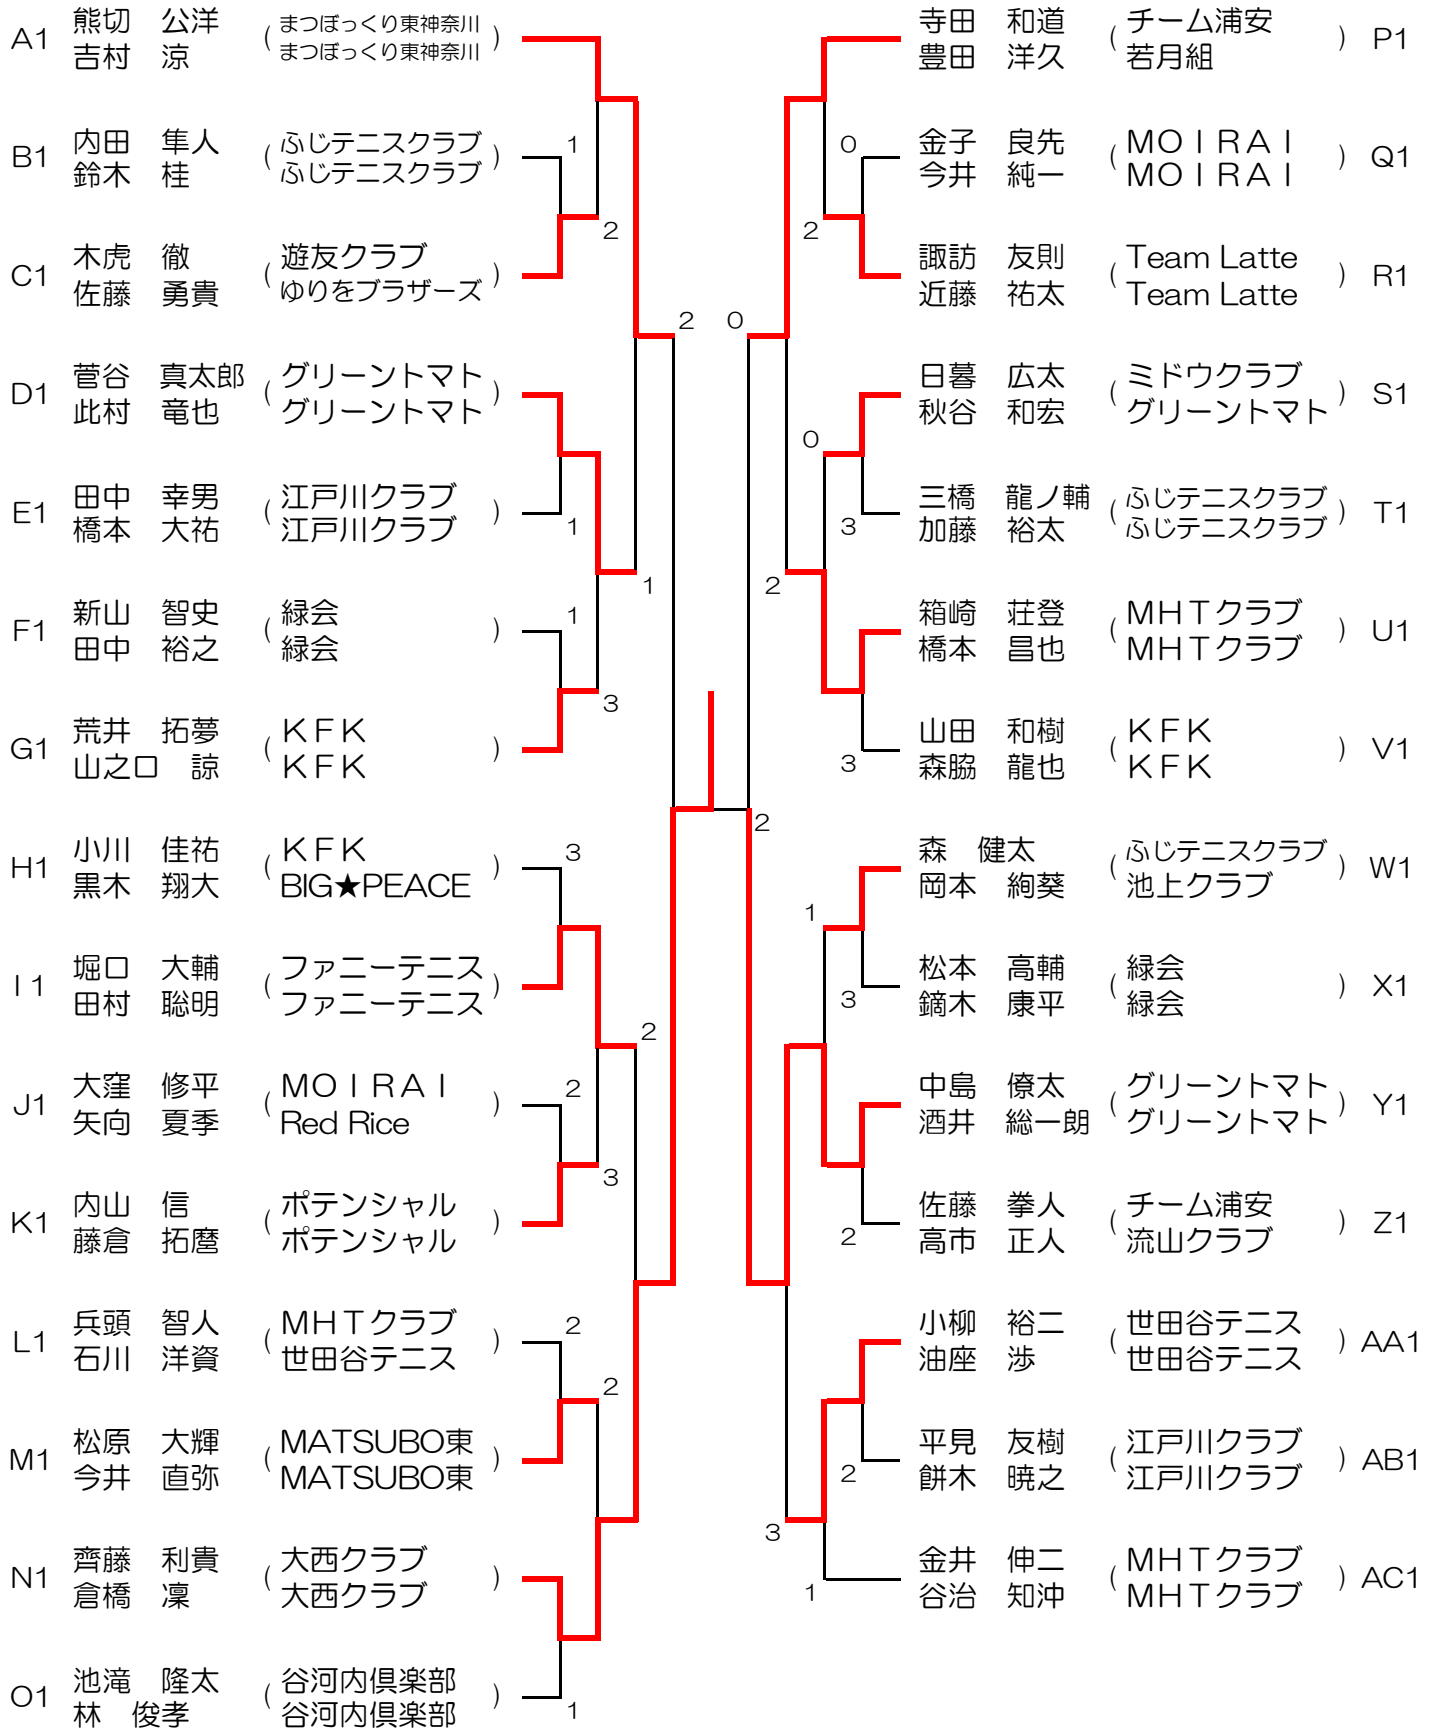 A1 熊切　公洋 ( まつぼっくり東神奈川 )
吉村　涼 まつぼっくり東神奈川
B1 内田　隼人 ( ふじテニスクラブ ) 1
鈴木　桂 ふじテニスクラブ
2
C1 木虎　徹 ( 遊友クラブ )
佐藤　勇貴 ゆりをブラザーズ
2
D1 菅谷　真太郎 ( グリーントマト )
此村　竜也 グリーントマト
E1 田中　幸男 ( 江戸川クラブ ) 1
橋本　大祐 江戸川クラブ
1
F1 新山　智史 ( 緑会 ) 1
田中　裕之 緑会
3
G1 荒井　拓夢 ( ＫＦＫ )
山之口　諒 ＫＦＫ
H1 小川　佳祐 ( ＫＦＫ ) 3
黒木　翔大 BIG★PEACE
I1 堀口　大輔 ( ファニーテニス )
田村　聡明 ファニーテニス
2
J1 大窪　修平 ( ＭＯＩＲＡＩ ) 2
矢向　夏季 Red Rice
3
K1 内山　信 ( ポテンシャル )
藤倉　拓麿 ポテンシャル
L1 兵頭　智人 ( ＭＨＴクラブ ) 2
石川　洋資 世田谷テニス
2
M1 松原　大輝 ( MATSUBO東 )
今井　直弥 MATSUBO東
N1 齊藤　利貴 ( 大西クラブ )
倉橋　凜 大西クラブ
O1 池滝　隆太 ( 谷河内倶楽部 ) 1
林　俊孝 谷河内倶楽部
寺田　和道 ( チーム浦安 ) P1
豊田　洋久 若月組
0 金子　良先 ( ＭＯＩＲＡＩ ) Q1
今井　純一 ＭＯＩＲＡＩ
2
諏訪　友則 ( Team Latte ) R1
近藤　祐太 Team Latte
0
日暮　広太 ( ミドウクラブ ) S1
秋谷　和宏 グリーントマト
0
3 三橋　龍ノ輔 ( ふじテニスクラブ ) T1
加藤　裕太 ふじテニスクラブ
2
箱崎　荘登 ( ＭＨＴクラブ ) U1
橋本　昌也 ＭＨＴクラブ
3 山田　和樹 ( ＫＦＫ ) V1
森脇　龍也 ＫＦＫ
2
森　健太 ( ふじテニスクラブ ) W1
岡本　絢葵 池上クラブ
1
3 松本　高輔 ( 緑会 ) X1
鏑木　康平 緑会
中島　僚太 ( グリーントマト ) Y1
酒井　総一朗 グリーントマト
2 佐藤　拳人 ( チーム浦安 ) Z1
高市　正人 流山クラブ
小柳　裕二 ( 世田谷テニス ) AA1
油座　渉 世田谷テニス
2 平見　友樹 ( 江戸川クラブ ) AB1
餅木　暁之 江戸川クラブ
3
1 金井　伸二 ( ＭＨＴクラブ ) AC1
谷治　知沖 ＭＨＴクラブ